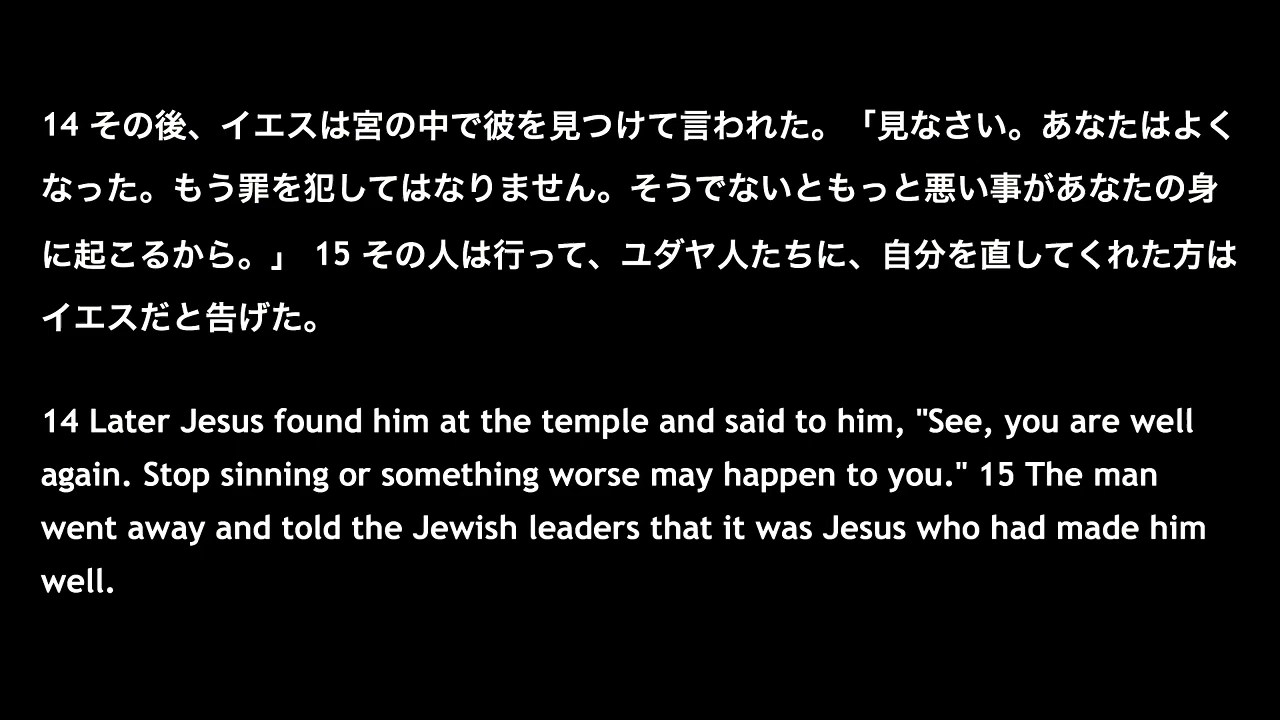 14 その後、イエスは宮の中で彼を見つけて言われた。「見なさい。あなたはよく
なった。もう罪を犯してはなりません。そうでないともっと悪い事があなたの身
に起こるから。」 15 その人は行って、ユダヤ人たちに、自分を直してくれた方は
イエスだと告げた。
14 Later Jesus found him at the temple and said to him, "See, you are well
again. Stop sinning or something worse may happen to you." 15 The man
went away and told the Jewish leaders that it was Jesus who had made him
well.